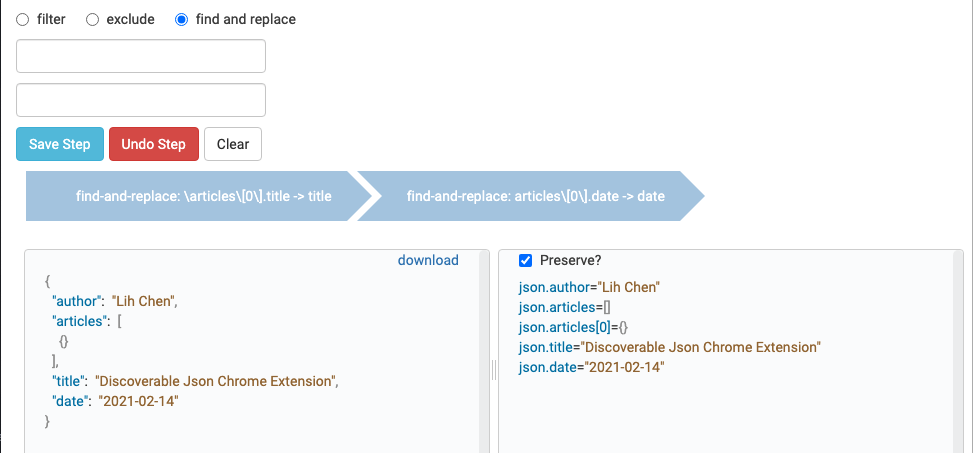 filter exclude find and replace
Save Step Undo Step Clear
find-and-replace: \articles\[0\].title -> title find-and-replace: articles\[0\].date -> date
download
{
"author": "Lih Chen",
"articles": [
{}
],
"title": "Discoverable Json Chrome Extension",
"date": "2021-02-14"
}
Preserve?
json.author="Lih Chen"
json.articles=[]
json.articles[0]={}
json.title="Discoverable Json Chrome Extension"
json.date="2021-02-14"